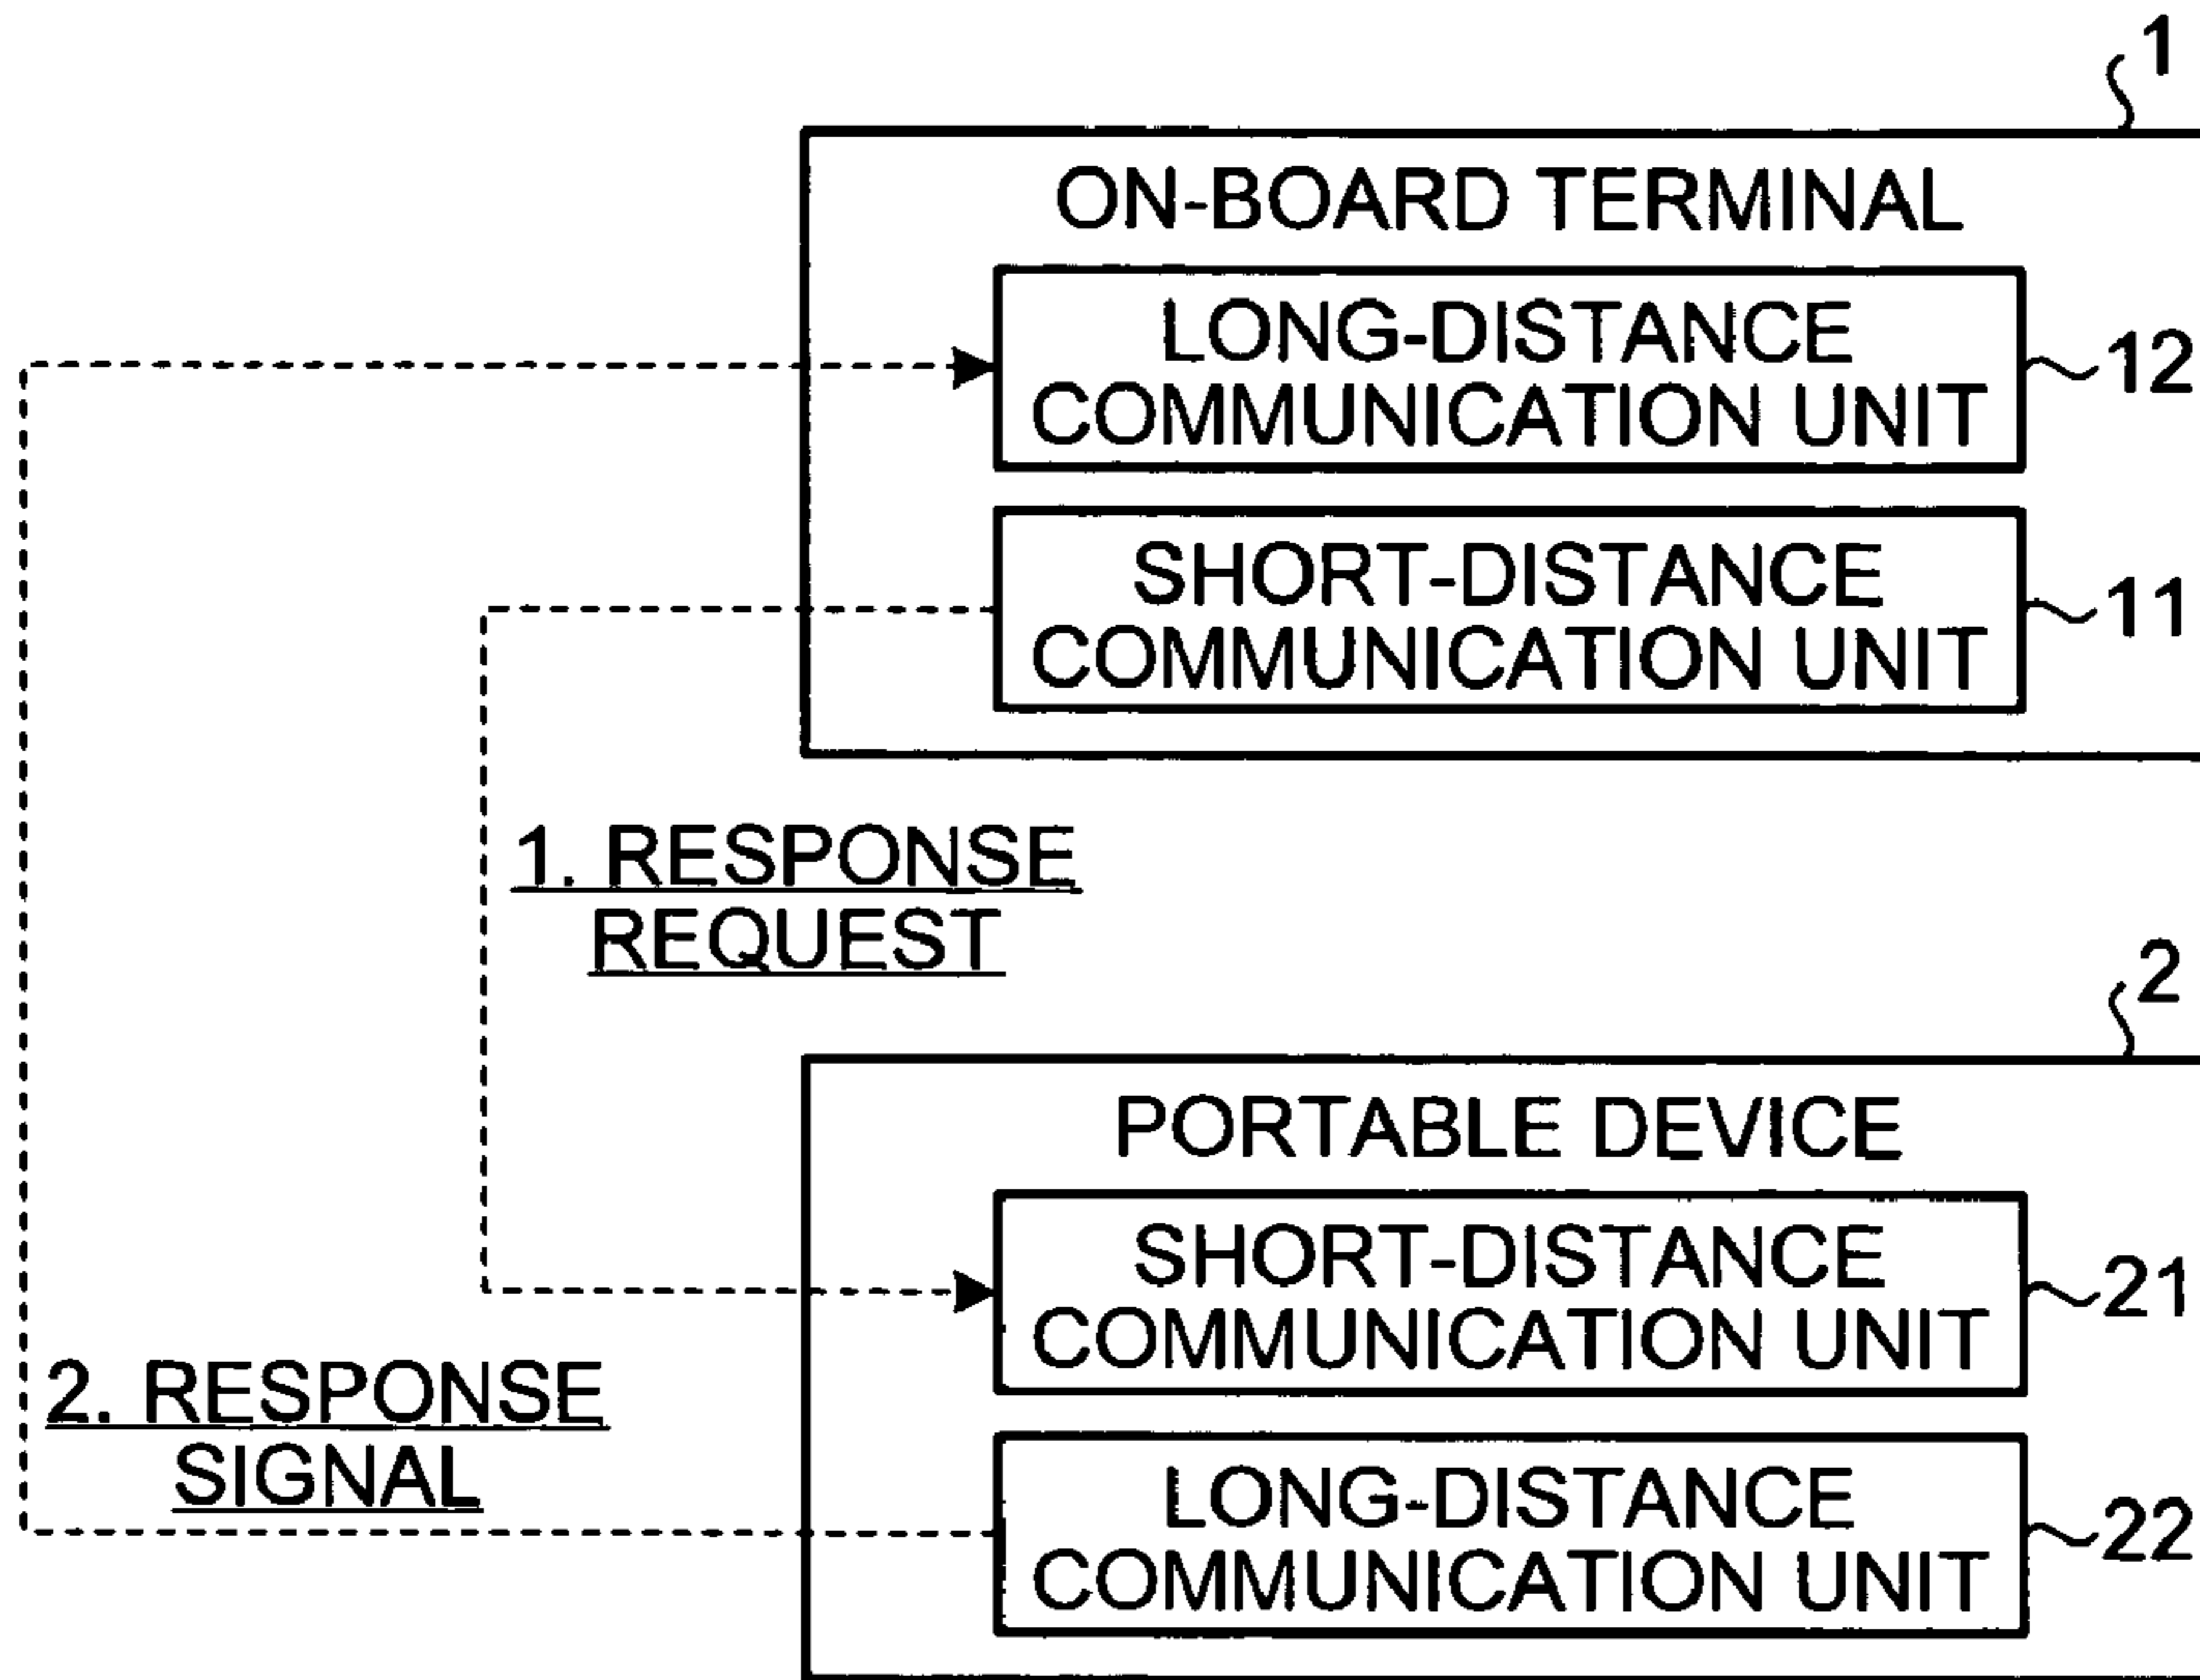 1
ON-BOARD TERMINAL
LONG-DISTANCE
COMMUNICATION UNIT
12
SHORT-DISTANCE
COMMUNICATION UNIT
11
1. RESPONSE
REQUEST
2
PORTABLE DEVICE
SHORT-DISTANCE
COMMUNICATION UNIT
21
2. RESPONSE
SIGNAL
LONG-DISTANCE
COMMUNICATION UNIT
22